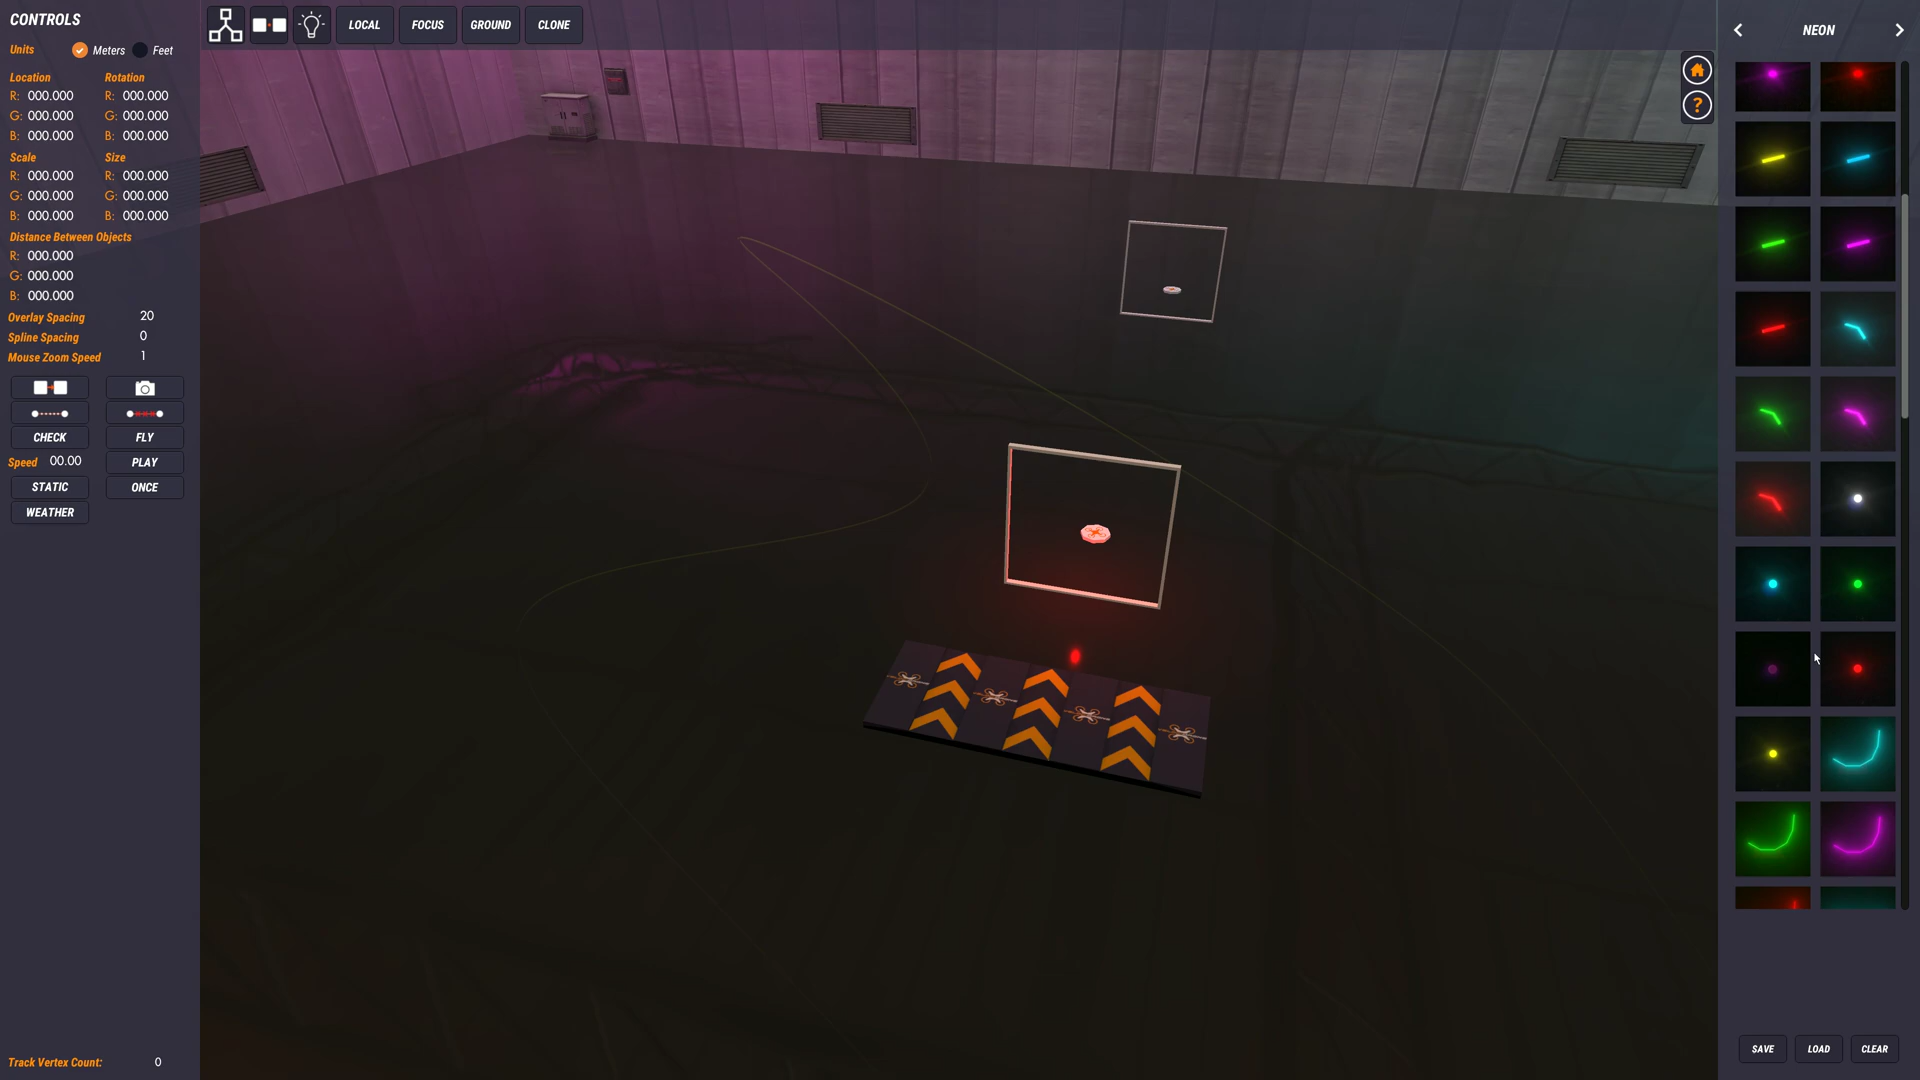 CONTROLS
Units Meters Feet
Location Rotation
R: 000.000 R: 000.000
G: 000.000 G: 000.000
B: 000.000 B: 000.000
Scale Size
R: 000.000 R: 000.000
G: 000.000 G: 000.000
B: 000.000 B: 000.000
Distance Between Objects
R: 000.000
G: 000.000
B: 000.000
Overlay Spacing 20
Spline Spacing 0
Mouse Zoom Speed 1
CHECK FLY
Speed 00.00 PLAY
STATIC ONCE
WEATHER
Track Vertex Count: 0
LOCAL FOCUS GROUND CLONE
?
NEON
SAVE LOAD CLEAR